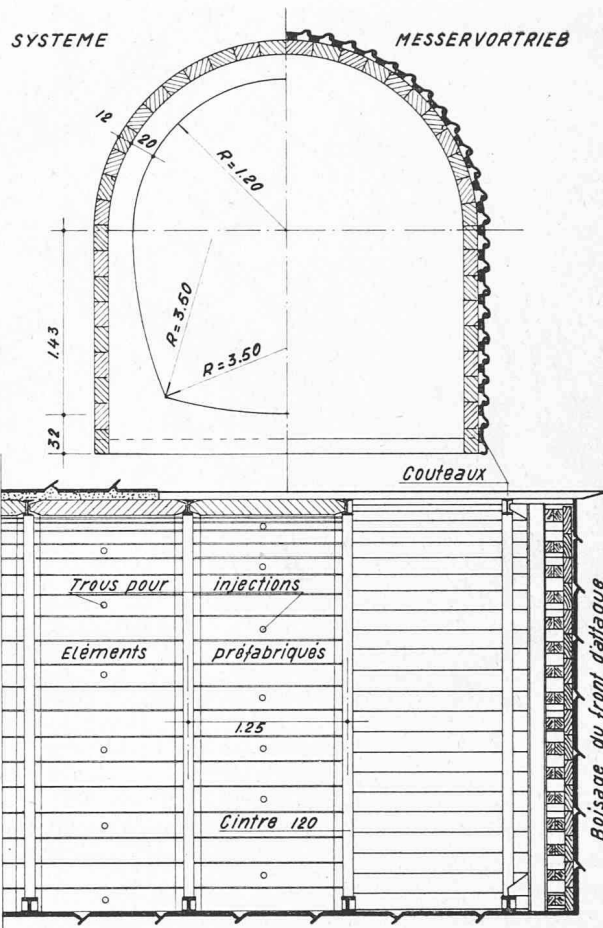 SYSTEME MESSERVORTRIEB
12
20
R=1.20
R=3.60
R=3.50
1.43
32
Couteaux
Trous pour injections
Eléments préfabriqués
1.25
Cintre 120
Boisage du front d'attaque